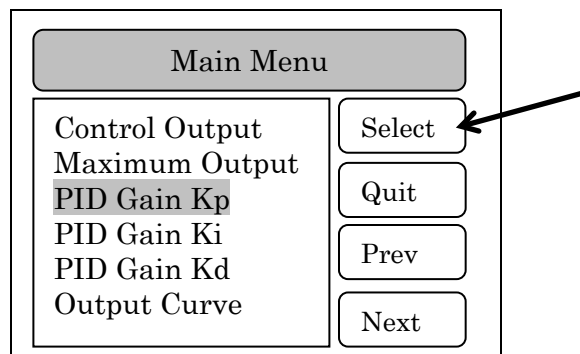 Main Menu
Control Output
Maximum Output
PID Gain Kp
PID Gain Ki
PID Gain Kd
Output Curve
Select
Quit
Prev
Next